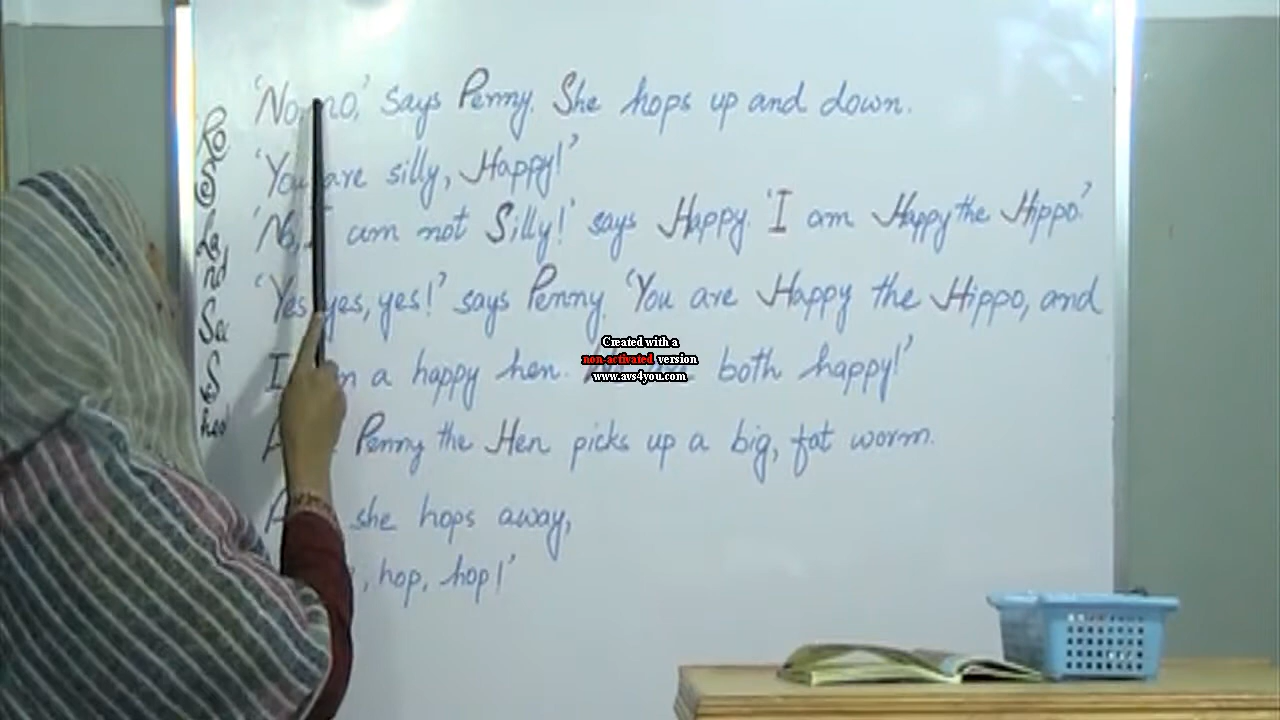 'No, no,' says Penny. She hops up and down.
'You are silly, Happy!'
'No, I am not Silly!' says Happy. 'I am Happy the Hippo.'
'Yes, yes, yes!' says Penny. 'You are Happy the Hippo, and
I a happy hen. both happy!'
Penny the Hen picks up a big, fat worm.
she hops away,
hop, hop!'
Created with a
non-activated version
www.avs4you.com